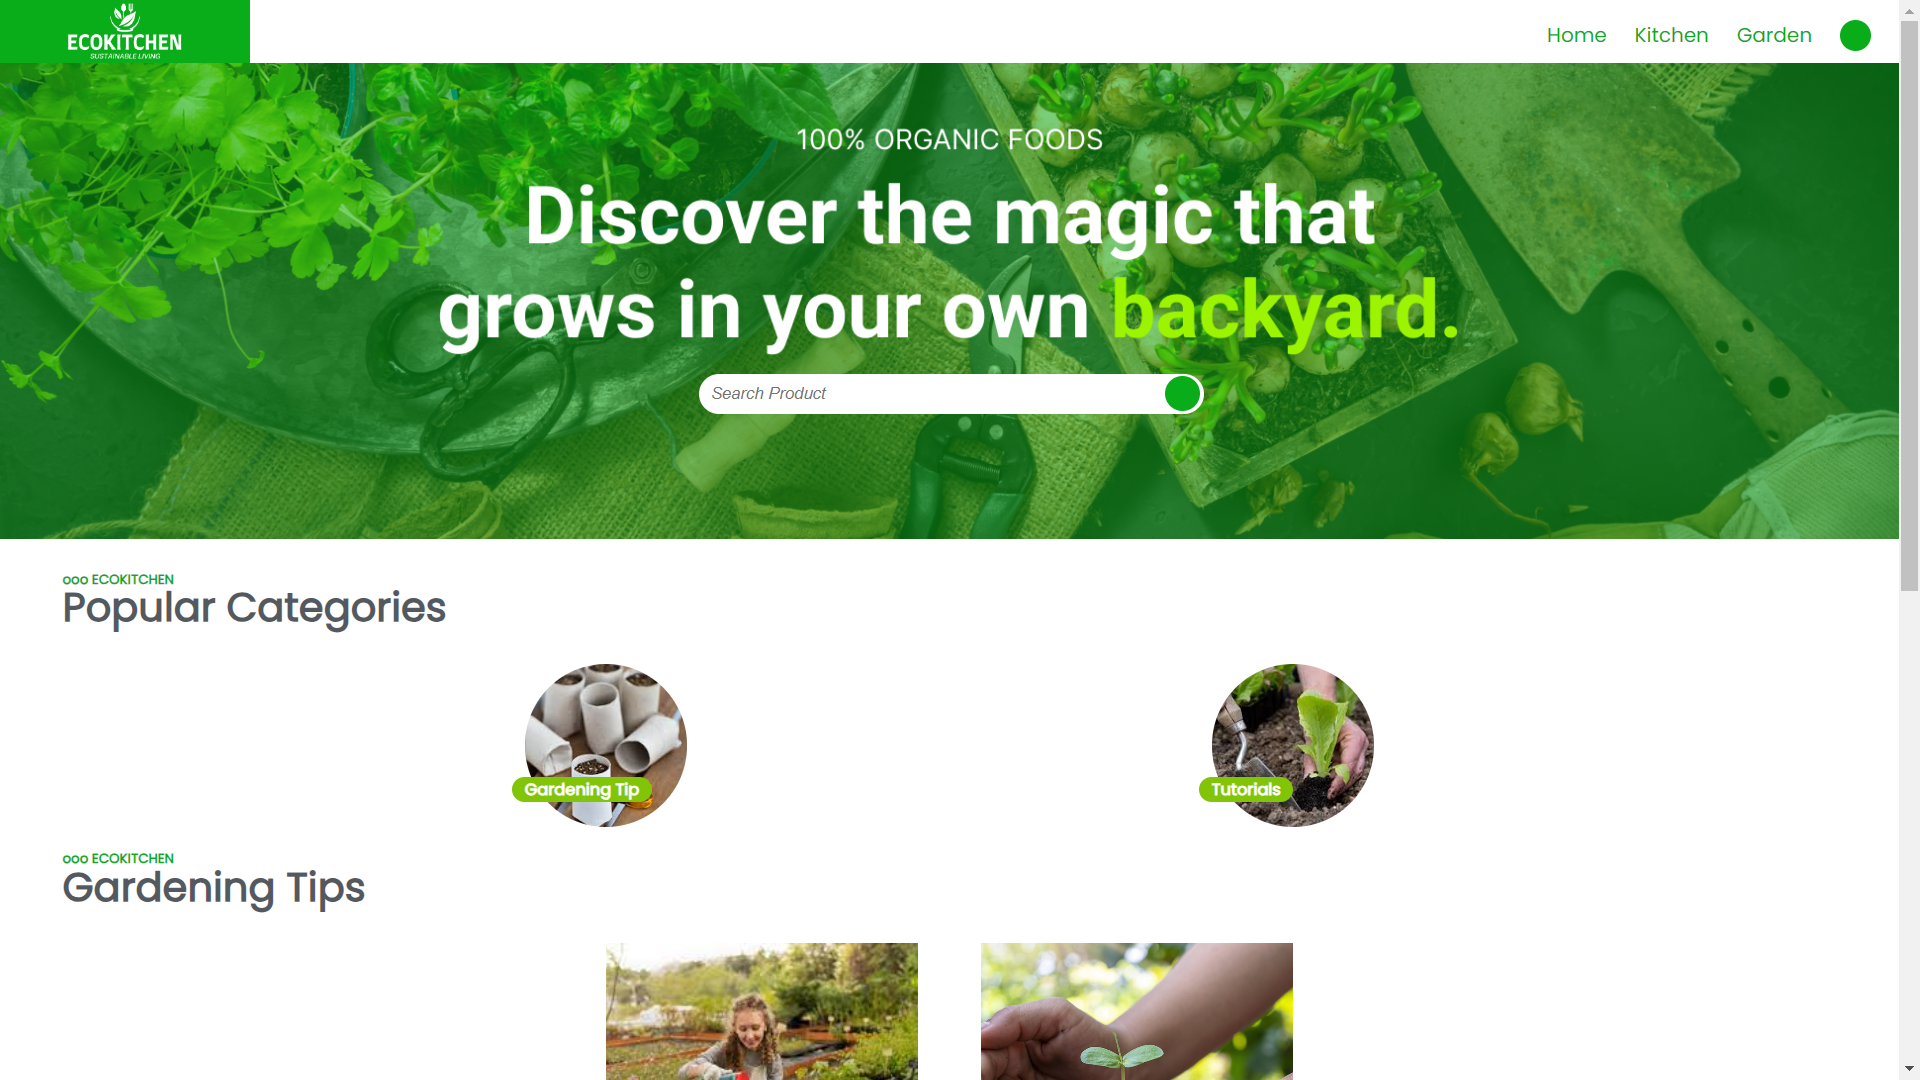 ECOKITCHEN
SUSTAINABLE LIVING
Home Kitchen Garden
100% ORGANIC FOODS
Discover the magic that
grows in your own backyard.
Search Product
ooo ECOKITCHEN
Popular Categories
Gardening Tip
Tutorials
ooo ECOKITCHEN
Gardening Tips